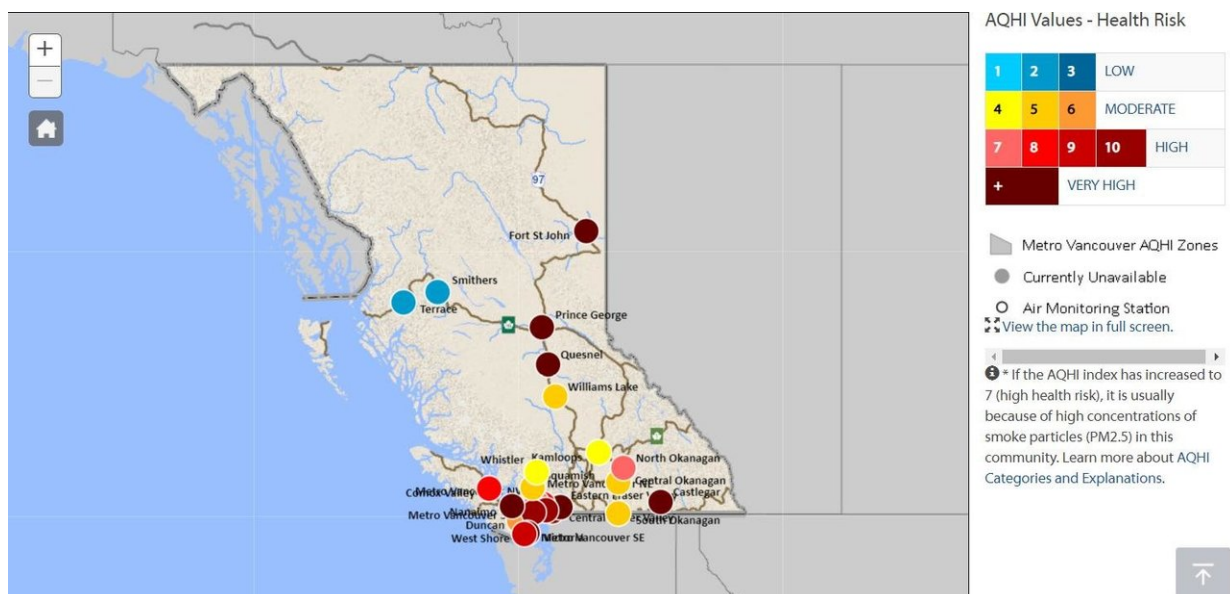 AQHI Values - Health Risk
1 2 3 LOW
4 5 6 MODERATE
7 8 9 10 HIGH
+ VERY HIGH
Metro Vancouver AQHI Zones
Currently Unavailable
Air Monitoring Station
View the map in full screen.
* If the AQHI index has increased to
7 (high health risk), it is usually
because of high concentrations of
smoke particles (PM2.5) in this
community. Learn more about AQHI
Categories and Explanations.
+
−
97
Fort St John
Smithers
Terrace
Prince George
Quesnel
Williams Lake
Whistler
Kamloops
North Okanagan
Squamish
Central Okanagan
Metro Vancouver NE
Comox Valley
Castlegar
Nanaimo
South Okanagan
Duncan
West Shore
Victoria
Metro Vancouver SE